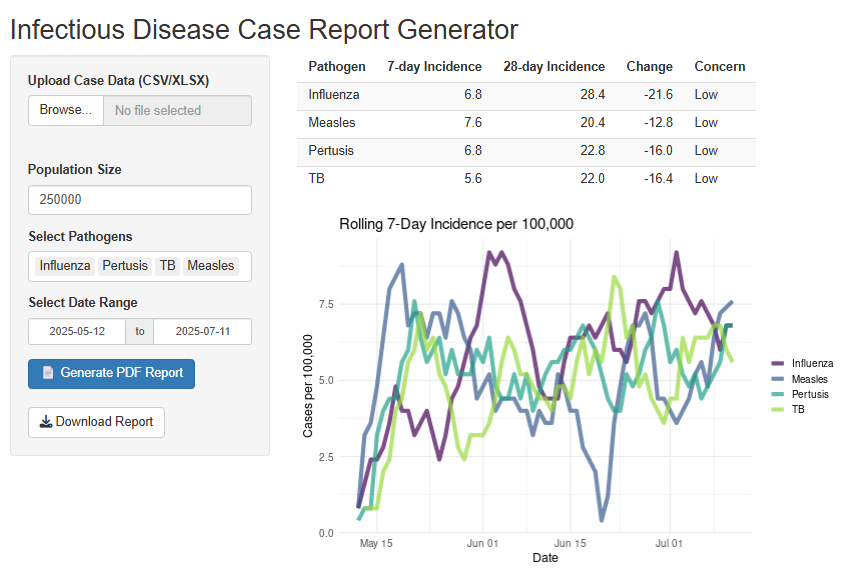 Infectious Disease Case Report Generator
Upload Case Data (CSV/XLSX)
Browse... No file selected
Population Size
250000
Select Pathogens
Influenza Pertusis TB Measles
Select Date Range
2025-05-12 to 2025-07-11
Generate PDF Report
Download Report
Pathogen 7-day Incidence 28-day Incidence Change Concern
Influenza 6.8 28.4 -21.6 Low
Measles 7.6 20.4 -12.8 Low
Pertusis 6.8 22.8 -16.0 Low
TB 5.6 22.0 -16.4 Low
Rolling 7-Day Incidence per 100,000
Cases per 100,000
7.5
5.0
2.5
0.0
May 15 Jun 01 Jun 15 Jul 01
Date
Influenza
Measles
Pertusis
TB